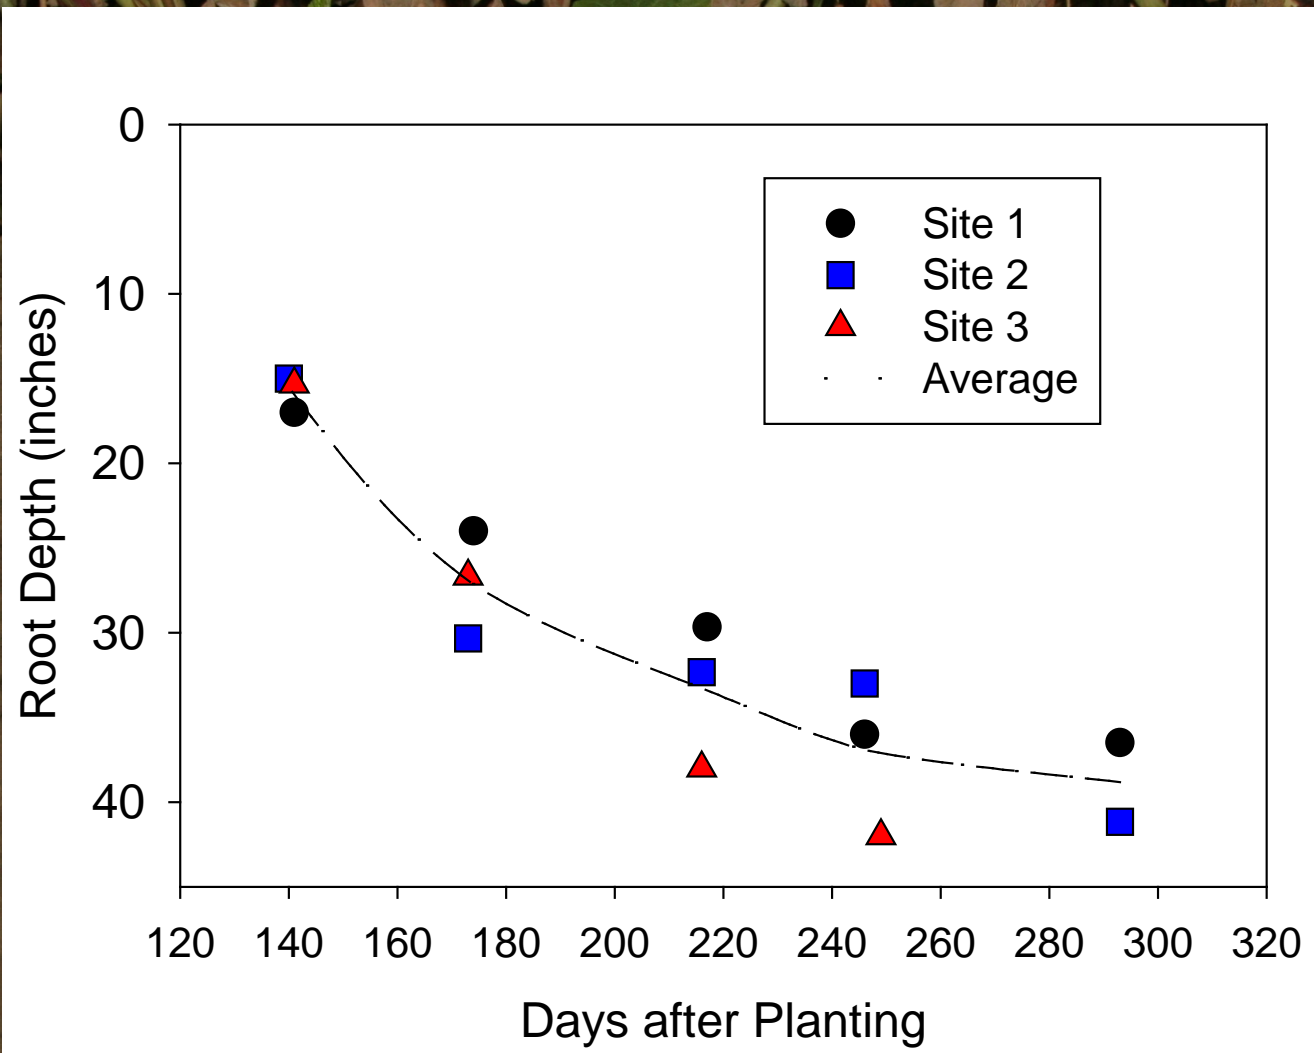 0
10
20
30
40
Root Depth (inches)
Site 1
Site 2
Site 3
Average
120 140 160 180 200 220 240 260 280 300 320
Days after Planting